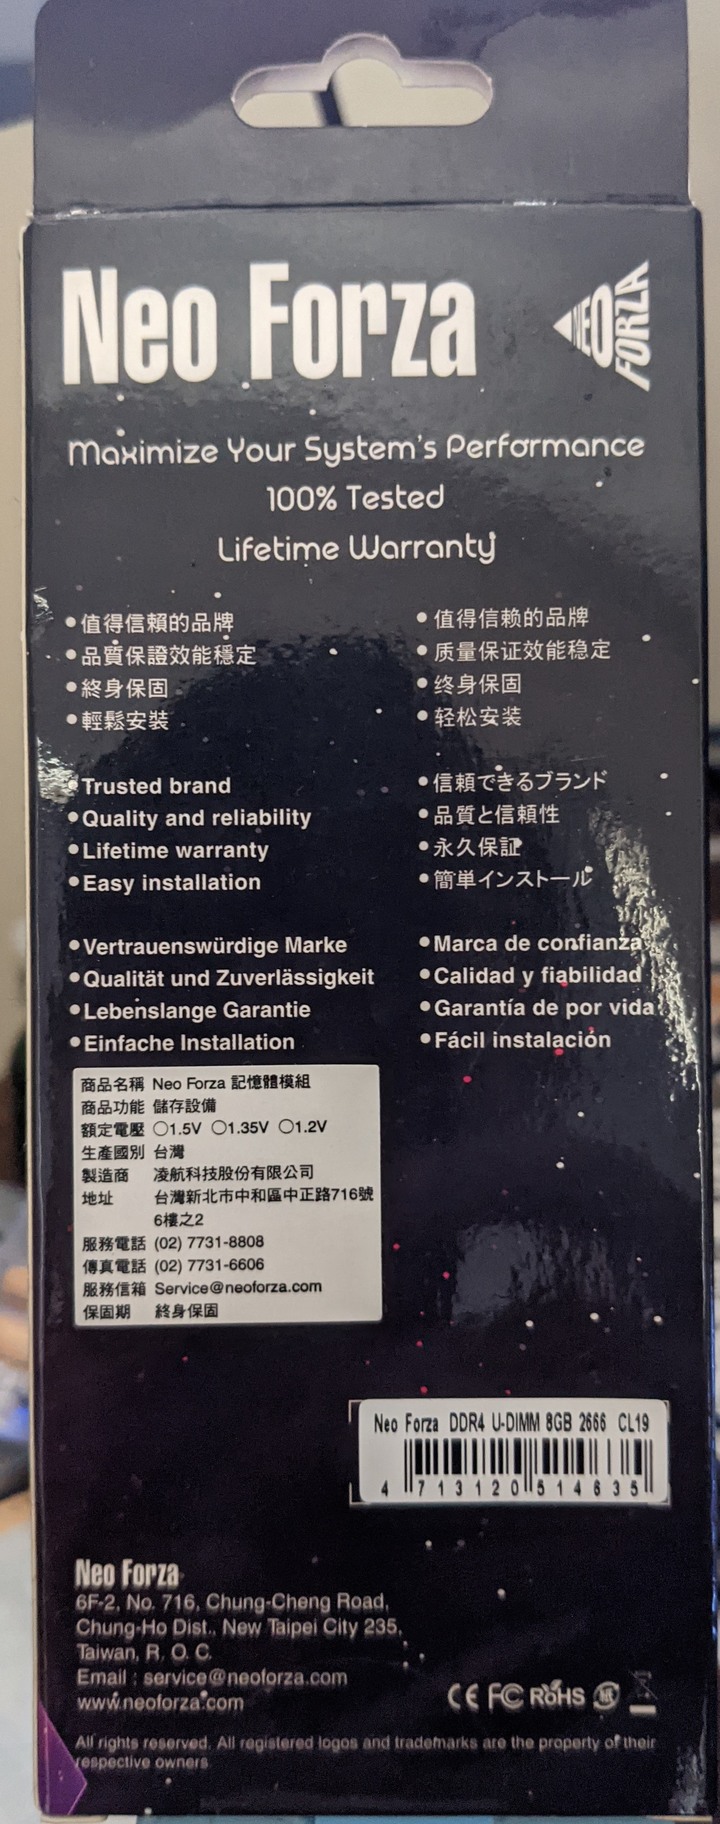 Neo Forza
NEO
FORZA
Maximize Your System's Performance
100% Tested
Lifetime Warranty
●值得信賴的品牌
●品質保證效能穩定
●終身保固
●輕鬆安裝
●值得信赖的品牌
●质量保证效能稳定
●终身保固
●轻松安装
●Trusted brand
●Quality and reliability
●Lifetime warranty
●Easy installation
●信頼できるブランド
●品質と信頼性
●永久保証
●簡単インストール
●Vertrauenswürdige Marke
●Qualität und Zuverlässigkeit
●Lebenslange Garantie
●Einfache Installation
●Marca de confianza
●Calidad y fiabilidad
●Garantía de por vida
●Fácil instalación
商品名稱 Neo Forza 記憶體模組
商品功能 儲存設備
額定電壓 ○1.5V ○1.35V ○1.2V
生產國別 台灣
製造商 凌航科技股份有限公司
地址 台灣新北市中和區中正路716號
6樓之2
服務電話 (02) 7731-8808
傳真電話 (02) 7731-6606
服務信箱 Service@neoforza.com
保固期 終身保固
Neo Forza DDR4 U-DIMM 8GB 2666 CL19
4 713120 514635
Neo Forza
6F-2, No. 716, Chung-Cheng Road,
Chung-Ho Dist., New Taipei City 235,
Taiwan, R. O. C.
Email : service@neoforza.com
www.neoforza.com
CE FC RoHS
All rights reserved. All registered logos and trademarks are the property of their
respective owners